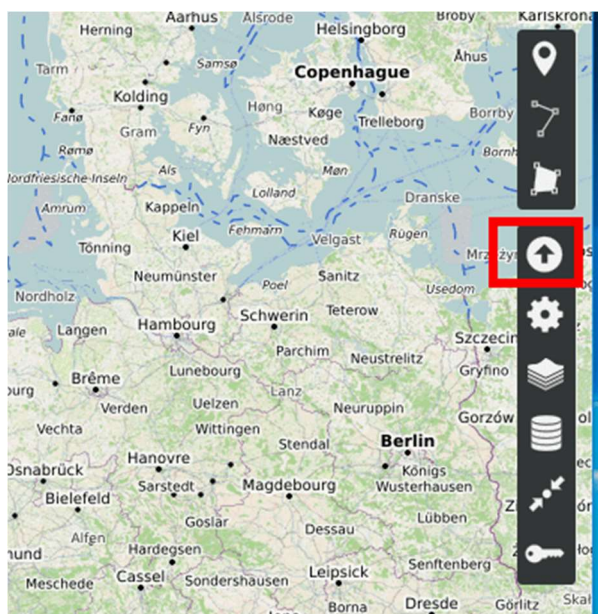 Aarhus Alsrode Broby Karlskrona
Herning Helsingborg
Tarm Samsø Copenhague Åhus
Kolding
Fanø Gram Fyn Høng Køge Trelleborg Borrby
Rømø Næstved
Als Møn Bornh
Nordfriesische-Inseln Lolland Dranske
Amrum Kappeln
Tönning Kiel Fehmarn Velgast Rügen
Neumünster Poel Sanitz Usedom
Nordholz
Langen Hambourg Schwerin Teterow
Parchim Neustrelitz Szczecin
Brême Lunebourg Gryfino
Verden Uelzen Lanz Neuruppin
Vechta Wittingen Stendal Berlin Gorzów
Hanovre
Osnabrück Sarstedt Magdebourg Königs
Bielefeld Wusterhausen
Goslar Dessau Lübben
Alfen
Hardegsen
Meschede Cassel Sondershausen Leipsick Senftenberg
Borna Dresde Görlitz